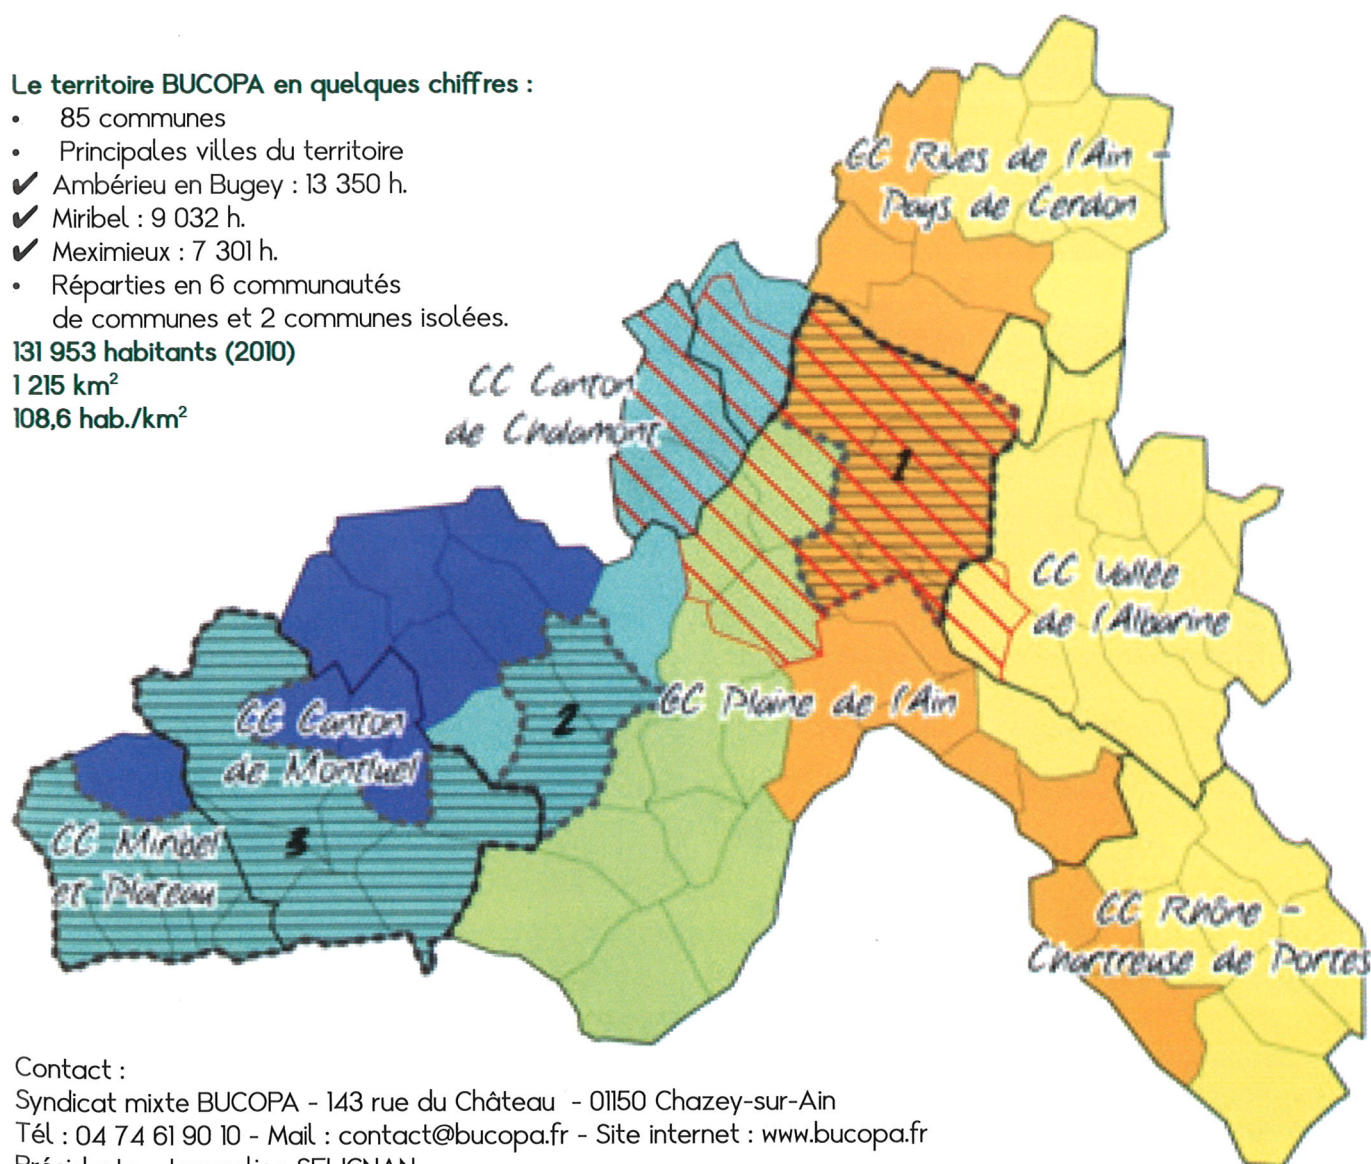 Le territoire BUCOPA en quelques chiffres :
• 85 communes
• Principales villes du territoire
✔ Ambérieu en Bugey : 13 350 h.
✔ Miribel : 9 032 h.
✔ Meximieux : 7 301 h.
• Réparties en 6 communautés
de communes et 2 communes isolées.
131 953 habitants (2010)
1 215 km²
108,6 hab./km²
CC Rives de l'Ain -
Pays de Cerdon
CC Canton
de Chalamont
1
CC Vallée
de l'Albarine
CC Plaine de l'Ain
2
CC Canton
de Montluel
CC Miribel
et Plateau
3
CC Rhône -
Chartreuse de Portes
Contact :
Syndicat mixte BUCOPA - 143 rue du Château - 01150 Chazey-sur-Ain
Tél : 04 74 61 90 10 - Mail : contact@bucopa.fr - Site internet : www.bucopa.fr